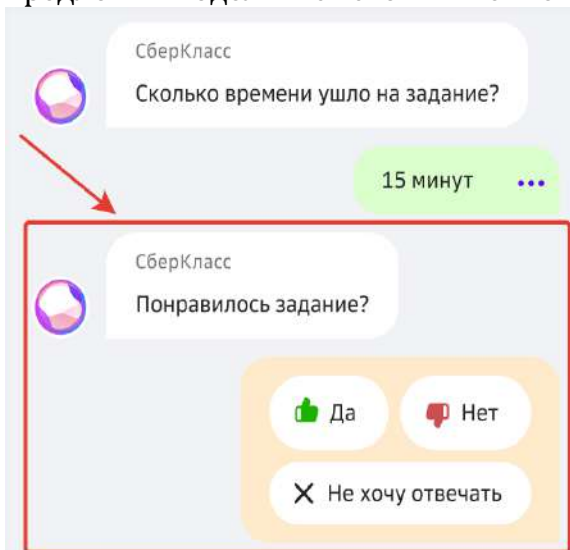 СберКласс
Сколько времени ушло на задание?
15 минут
СберКласс
Понравилось задание?
Да
Нет
Не хочу отвечать